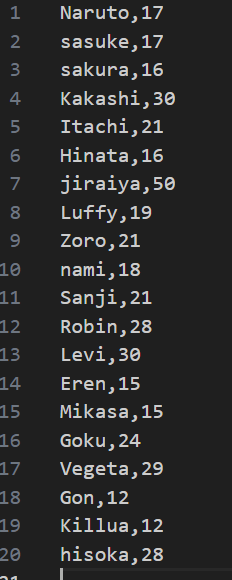 1 Naruto,17
2 sasuke,17
3 sakura,16
4 Kakashi,30
5 Itachi,21
6 Hinata,16
7 jiraiya,50
8 Luffy,19
9 Zoro,21
10 nami,18
11 Sanji,21
12 Robin,28
13 Levi,30
14 Eren,15
15 Mikasa,15
16 Goku,24
17 Vegeta,29
18 Gon,12
19 Killua,12
20 hisoka,28